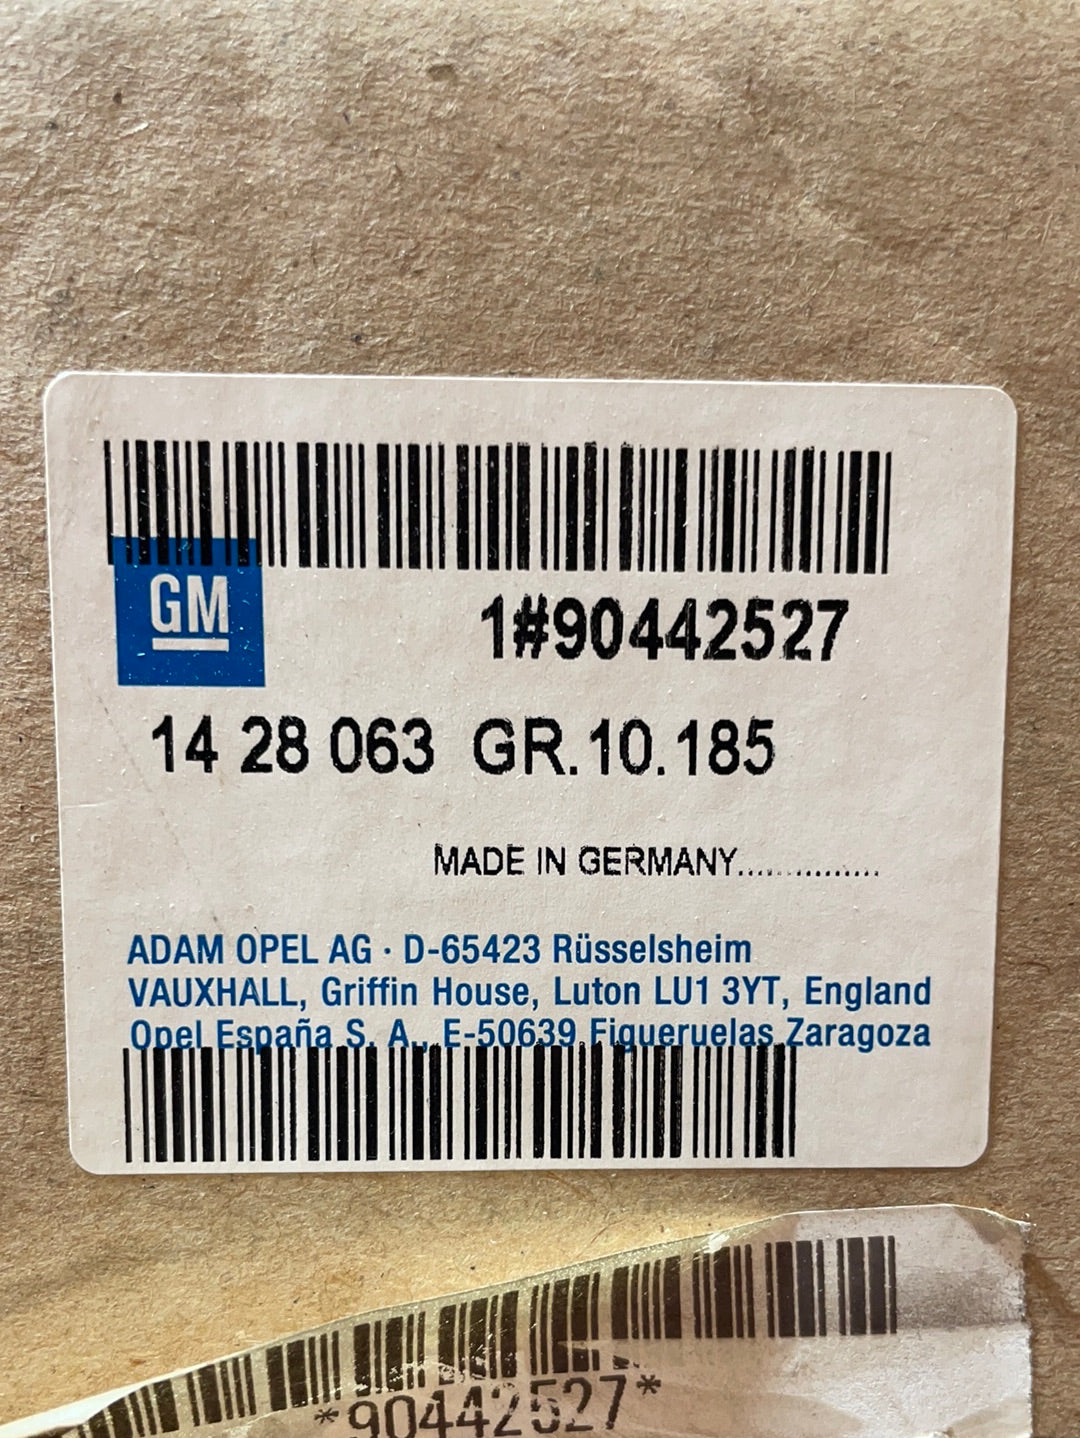 GM
1#90442527
14 28 063 GR.10.185
MADE IN GERMANY...............
ADAM OPEL AG · D-65423 Rüsselsheim
VAUXHALL, Griffin House, Luton LU1 3YT, England
Opel España S. A., E-50639 Figueruelas Zaragoza
*90442527*